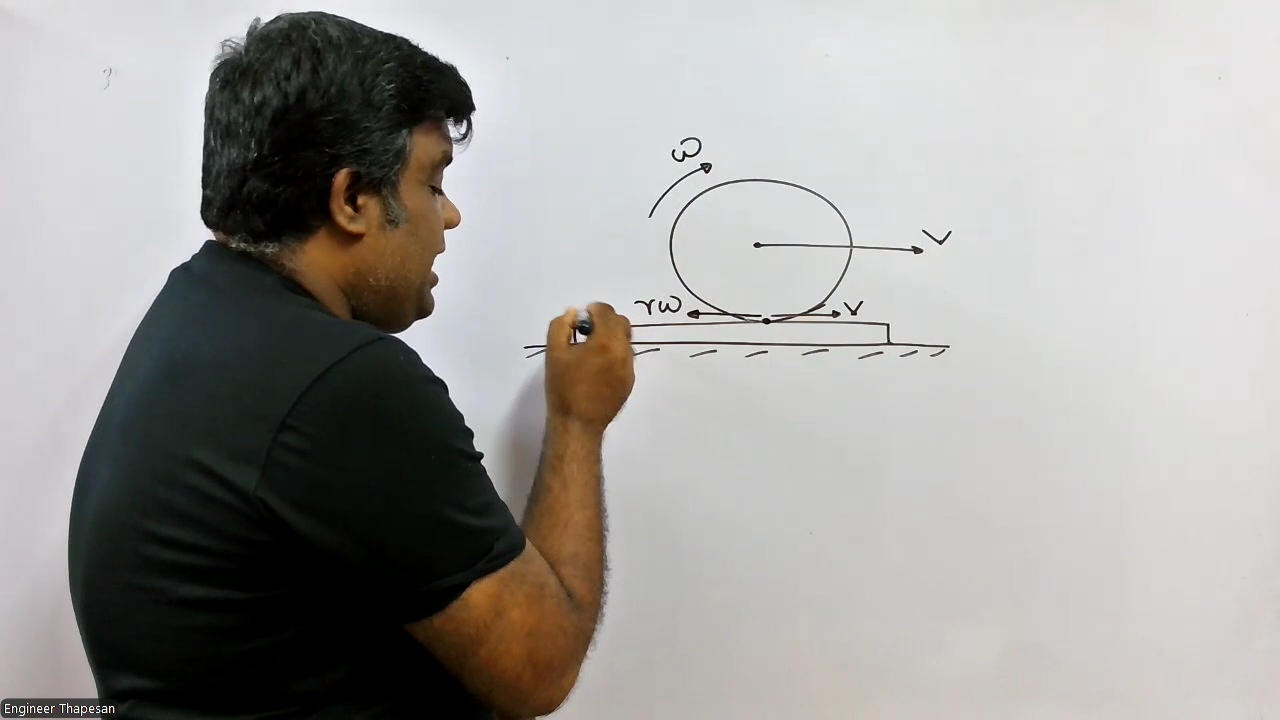 ω
v
rω
v
Engineer Thapesan